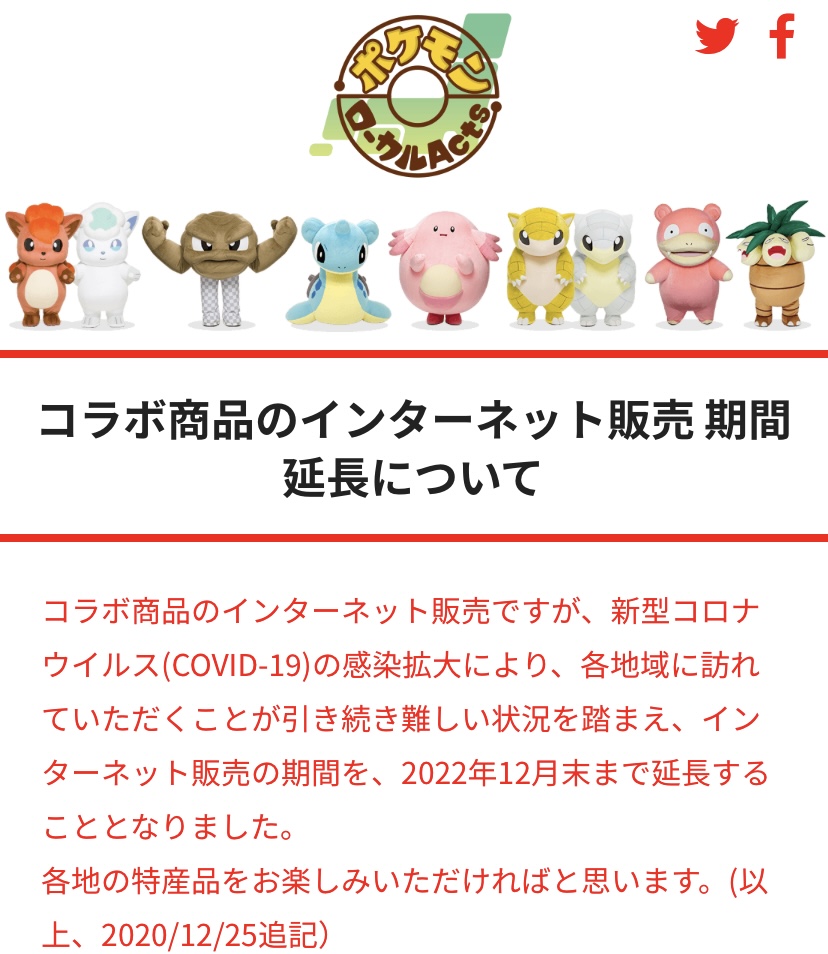 ポケモン
ローカルActs
コラボ商品のインターネット販売 期間
延長について
コラボ商品のインターネット販売ですが、新型コロナ
ウイルス(COVID-19)の感染拡大により、各地域に訪れ
ていただくことが引き続き難しい状況を踏まえ、イン
ターネット販売の期間を、2022年12月末まで延長する
こととなりました。
各地の特産品をお楽しみいただければと思います。(以
上、2020/12/25追記）